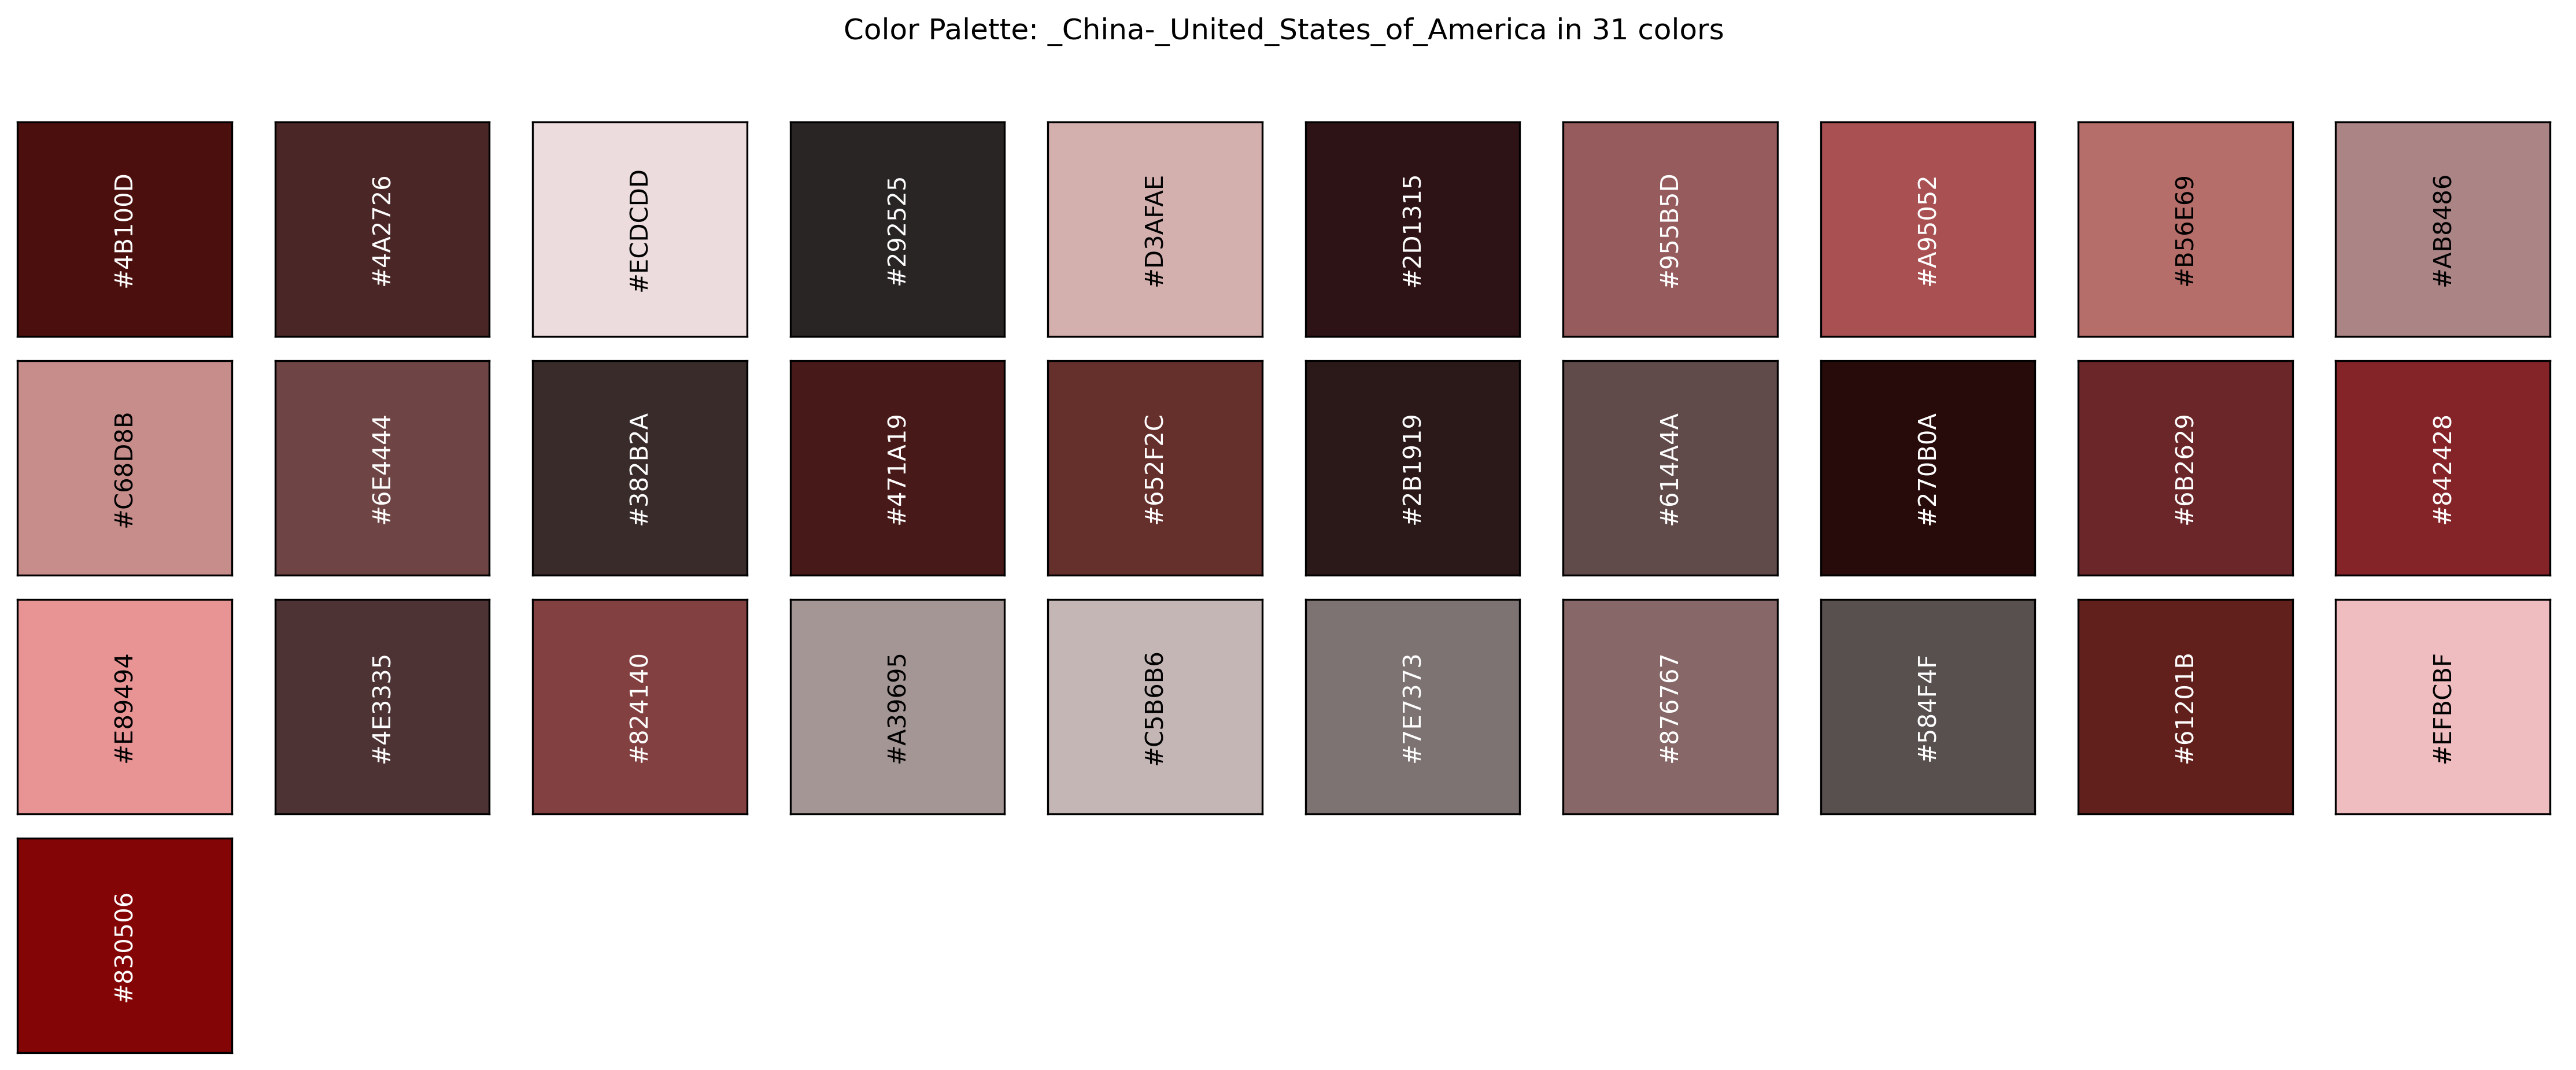 Color Palette: _China-_United_States_of_America in 31 colors
#4B100D
#4A2726
#ECDCDD
#292525
#D3AFAE
#2D1315
#955B5D
#A95052
#B56E69
#AB8486
#C68D8B
#6E4444
#382B2A
#471A19
#652F2C
#2B1919
#614A4A
#270B0A
#6B2629
#842428
#E89494
#4E3335
#824140
#A39695
#C5B6B6
#7E7373
#876767
#584F4F
#61201B
#EFBCBF
#830506